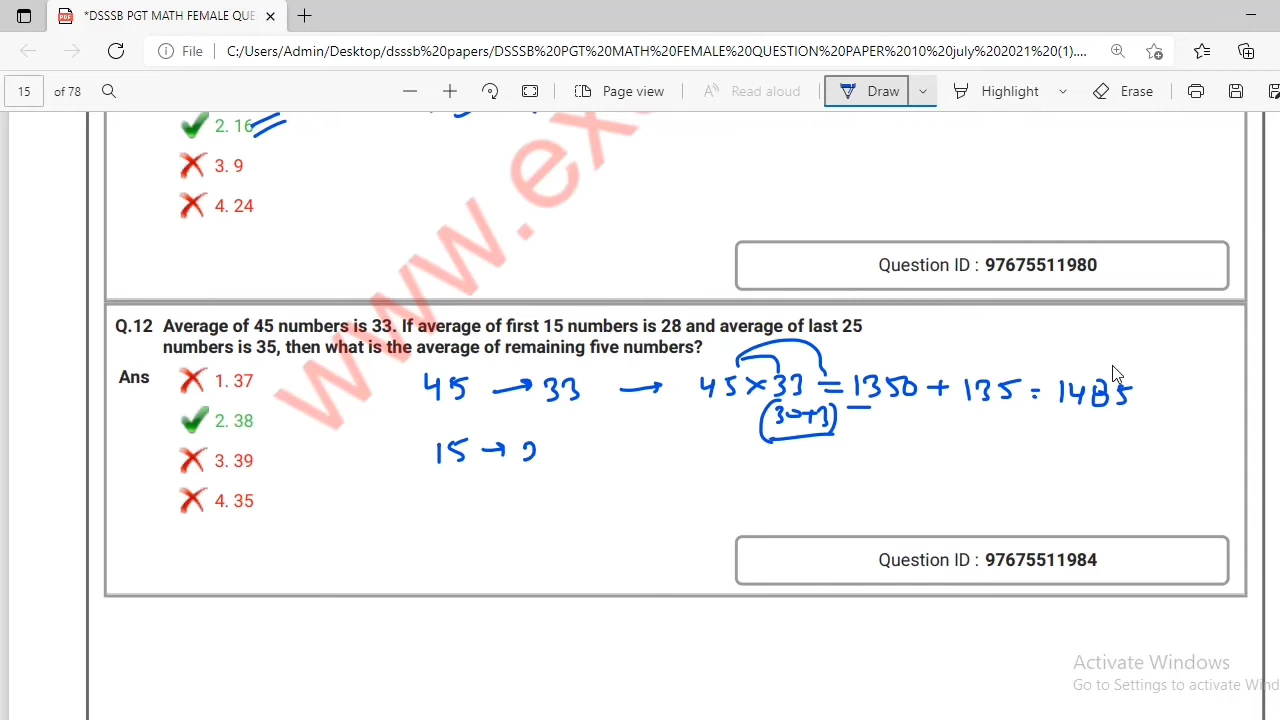 *DSSSB PGT MATH FEMALE QUE
File
C:/Users/Admin/Desktop/dsssb%20papers/DSSSB%20PGT%20MATH%20FEMALE%20QUESTION%20PAPER%2010%20july%202021%20(1)....
15 of 78
Page view
Read aloud
Draw
Highlight
Erase
2. 16
3. 9
4. 24
www.ex
Question ID : 97675511980
Q.12 Average of 45 numbers is 33. If average of first 15 numbers is 28 and average of last 25
numbers is 35, then what is the average of remaining five numbers?
Ans
1. 37
2. 38
3. 39
4. 35
45 → 33 → 45 × 33 = 1350 + 135 = 1485
(30+3)
15 → 2
Question ID : 97675511984
Activate Windows
Go to Settings to activate Wind